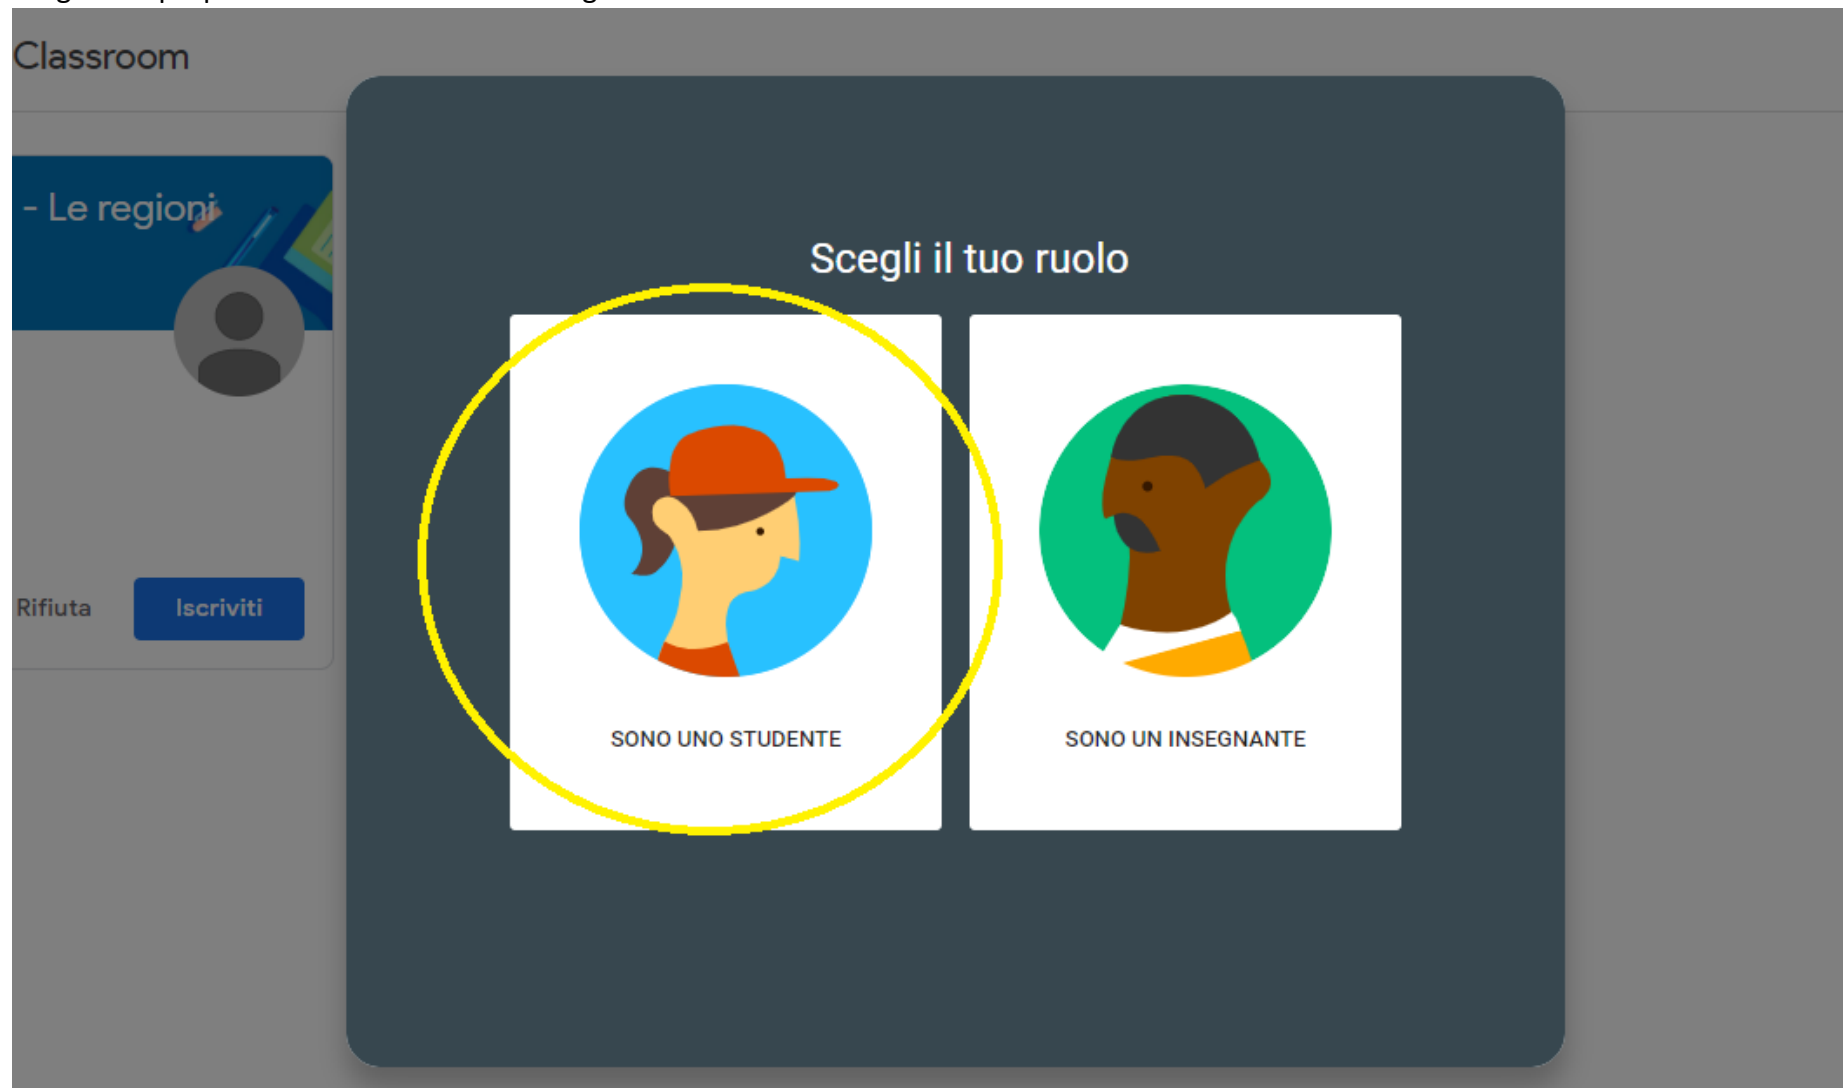 Classroom
- Le regioni
Scegli il tuo ruolo
SONO UNO STUDENTE
SONO UN INSEGNANTE
Rifiuta
Iscriviti